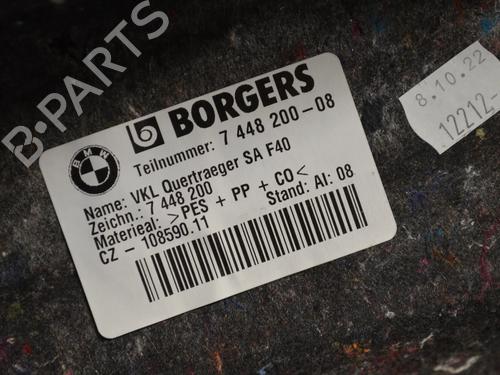 B·PARTS
BMW
BORGERS
Teilnummer: 7 448 200-08
Name: VKL Quertraeger SA F40
Zeichn.: 7 448 200
Materieal: >PES + PP + CO<
CZ - 108590.11 Stand: AI: 08
8.10.22
12212-